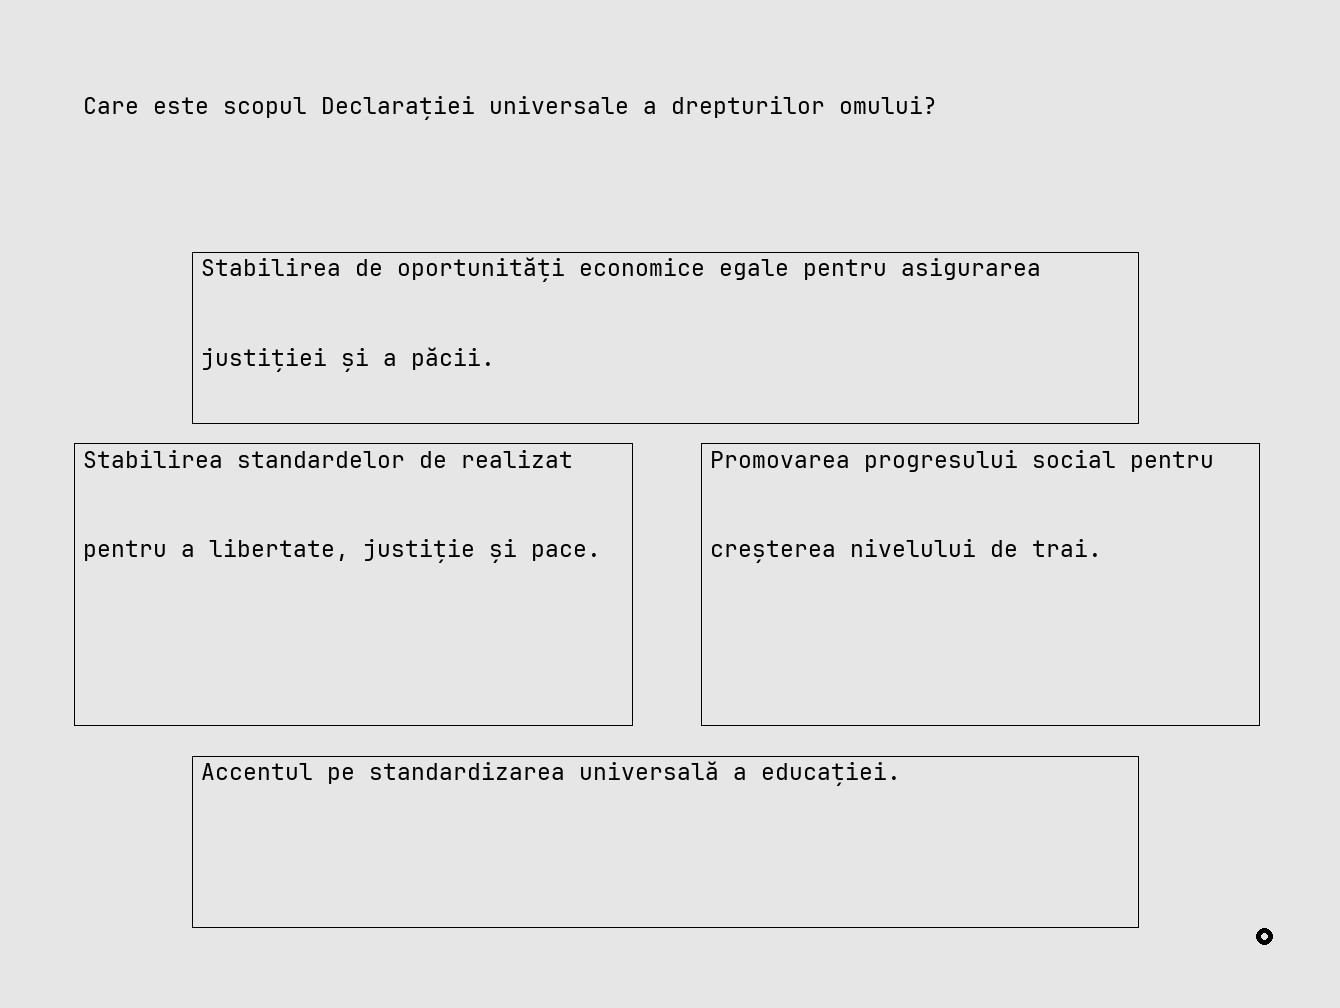 Care este scopul Declarației universale a drepturilor omului?
Stabilirea de oportunități economice egale pentru asigurarea
justiției și a păcii.
Stabilirea standardelor de realizat
pentru a libertate, justiție și pace.
Promovarea progresului social pentru
creșterea nivelului de trai.
Accentul pe standardizarea universală a educației.